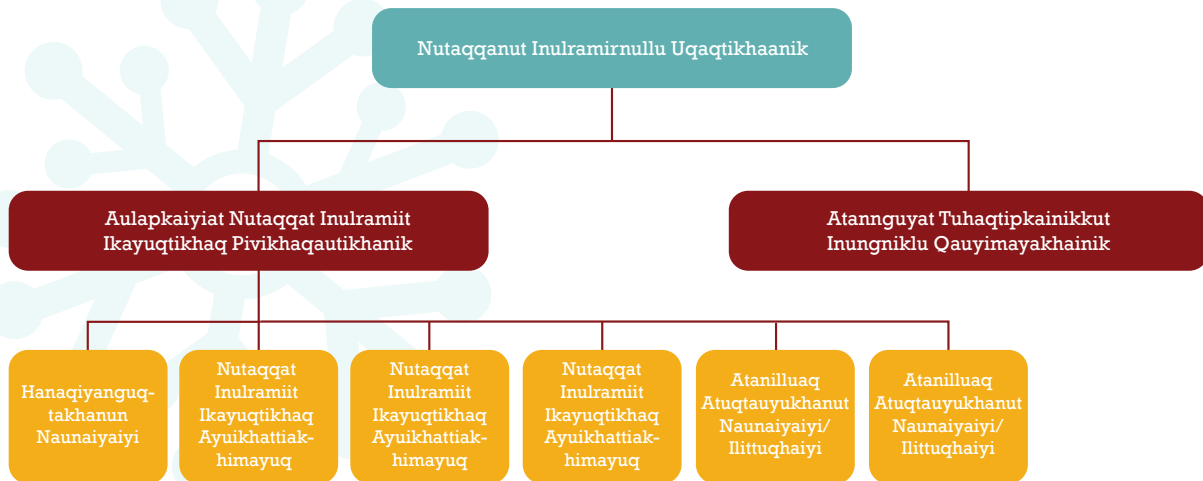 Nutaqqanut Inulramirnullu Uqaqtikhaanik
Aulapkaiyiat Nutaqqat Inulramiit
Ikayuqtikhaq Pivikhaqautikhanik
Atannguyat Tuhaqtipkainikkut
Inungniklu Qauyimayakhainik
Hanaqiyanguq-
takhanun
Naunaiyaiyi
Nutaqqat
Inulramiit
Ikayuqtikhaq
Ayuikhattiak-
himayuq
Nutaqqat
Inulramiit
Ikayuqtikhaq
Ayuikhattiak-
himayuq
Nutaqqat
Inulramiit
Ikayuqtikhaq
Ayuikhattiak-
himayuq
Atanilluaq
Atuqtauyukhanut
Naunaiyaiyi/
Ilittuqhaiyi
Atanilluaq
Atuqtauyukhanut
Naunaiyaiyi/
Ilittuqhaiyi